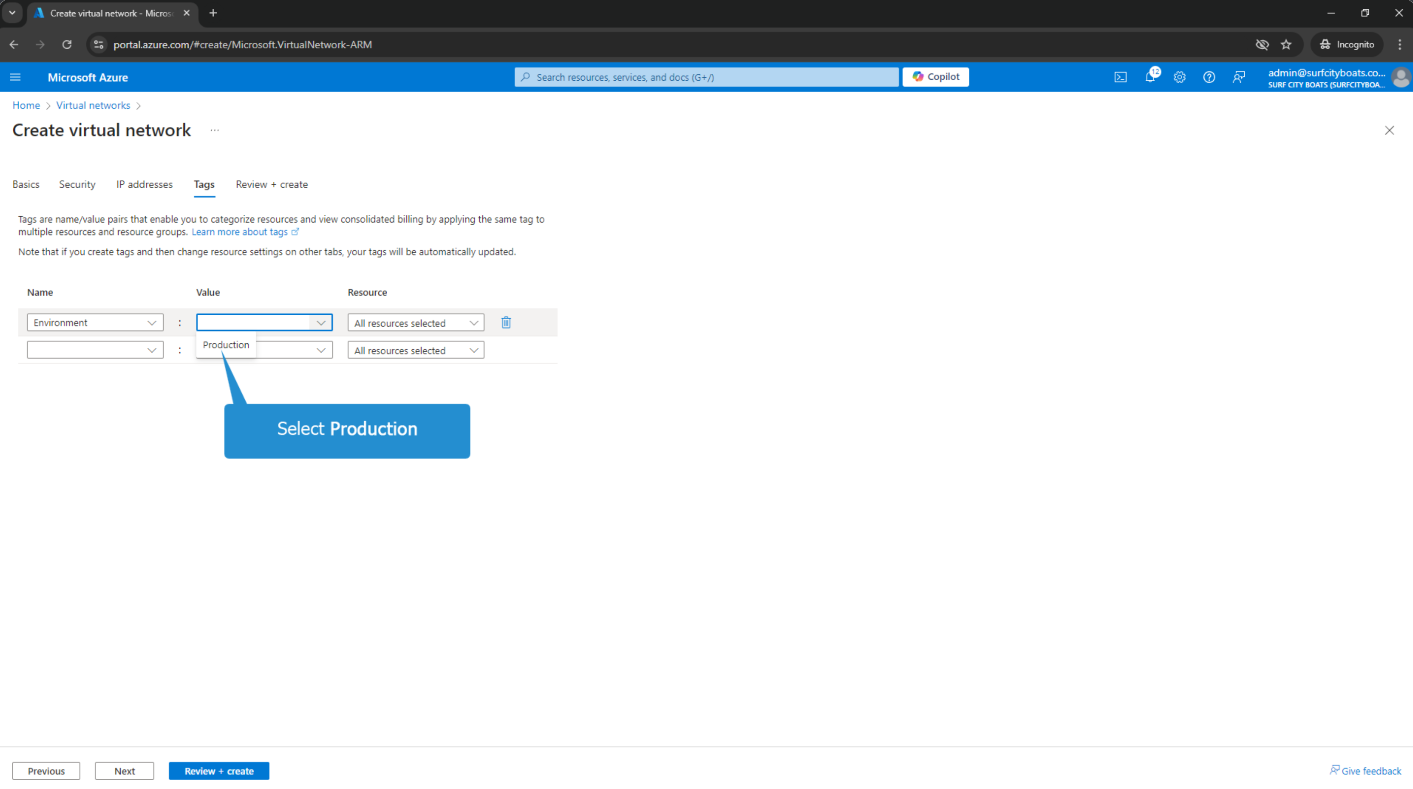 Create virtual network - Micros
portal.azure.com/#create/Microsoft.VirtualNetwork-ARM
Incognito
Microsoft Azure
Search resources, services, and docs (G+/)
Copilot
12
admin@surfcityboats.co...
SURF CITY BOATS (SURFCITYBOA...
Home > Virtual networks >
Create virtual network ...
Basics Security IP addresses Tags Review + create
Tags are name/value pairs that enable you to categorize resources and view consolidated billing by applying the same tag to
multiple resources and resource groups. Learn more about tags
Note that if you create tags and then change resource settings on other tabs, your tags will be automatically updated.
Name Value Resource
Environment : All resources selected
Production
: All resources selected
Select Production
Previous Next Review + create
Give feedback